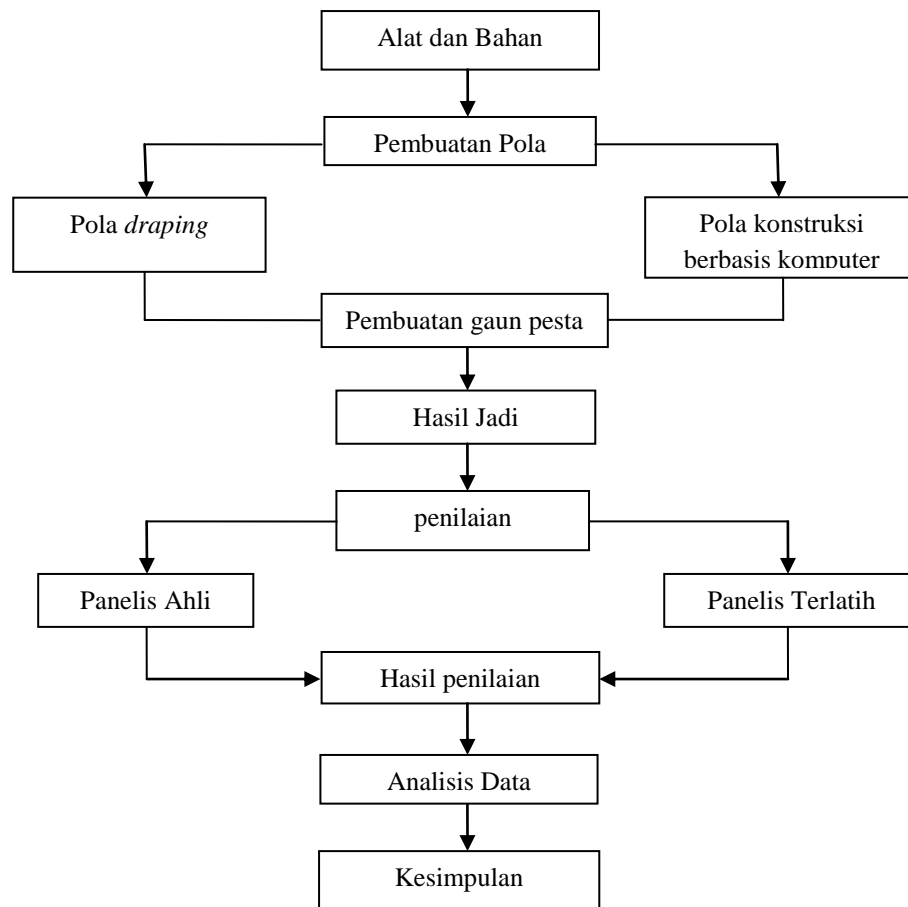 Alat dan Bahan
Pembuatan Pola
Pola draping
Pola konstruksi
berbasis komputer
Pembuatan gaun pesta
Hasil Jadi
penilaian
Panelis Ahli
Panelis Terlatih
Hasil penilaian
Analisis Data
Kesimpulan